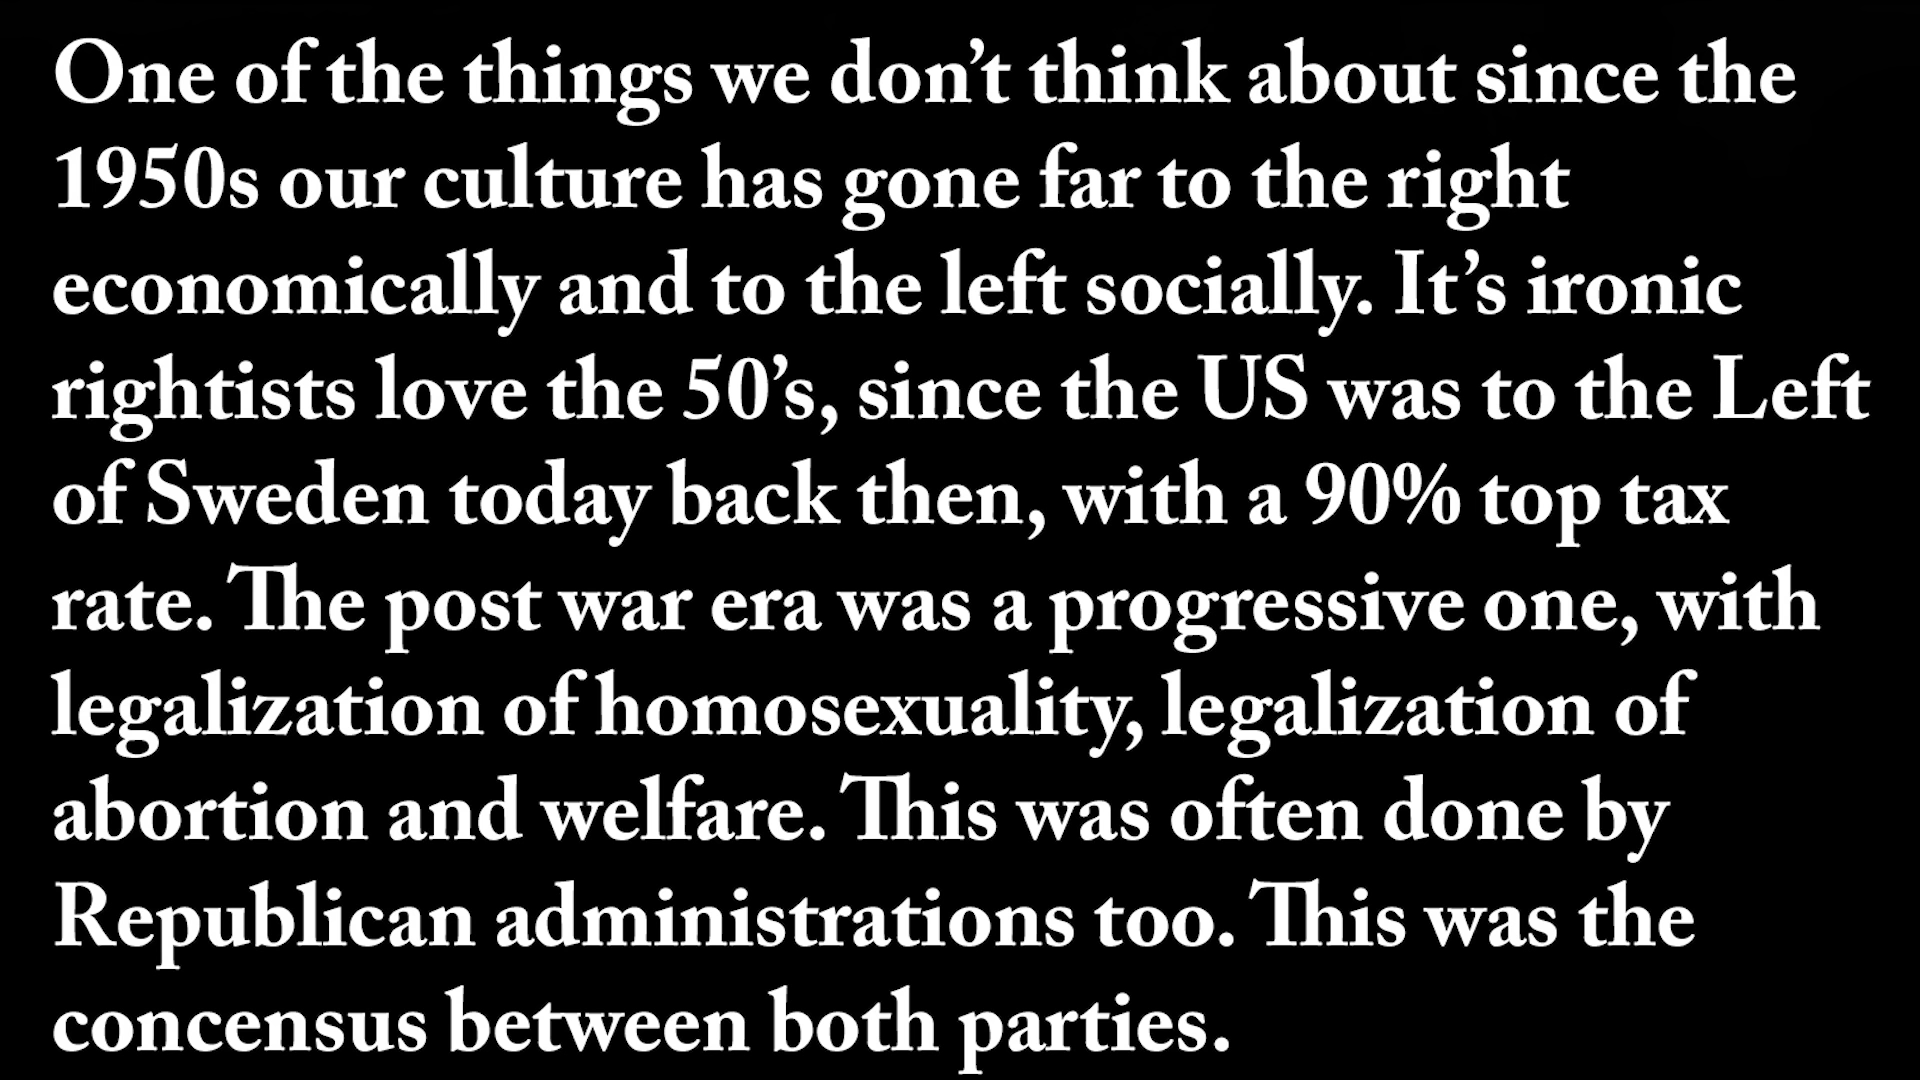 One of the things we don’t think about since the
1950s our culture has gone far to the right
economically and to the left socially. It’s ironic
rightists love the 50’s, since the US was to the Left
of Sweden today back then, with a 90% top tax
rate. The post war era was a progressive one, with
legalization of homosexuality, legalization of
abortion and welfare. This was often done by
Republican administrations too. This was the
concensus between both parties.